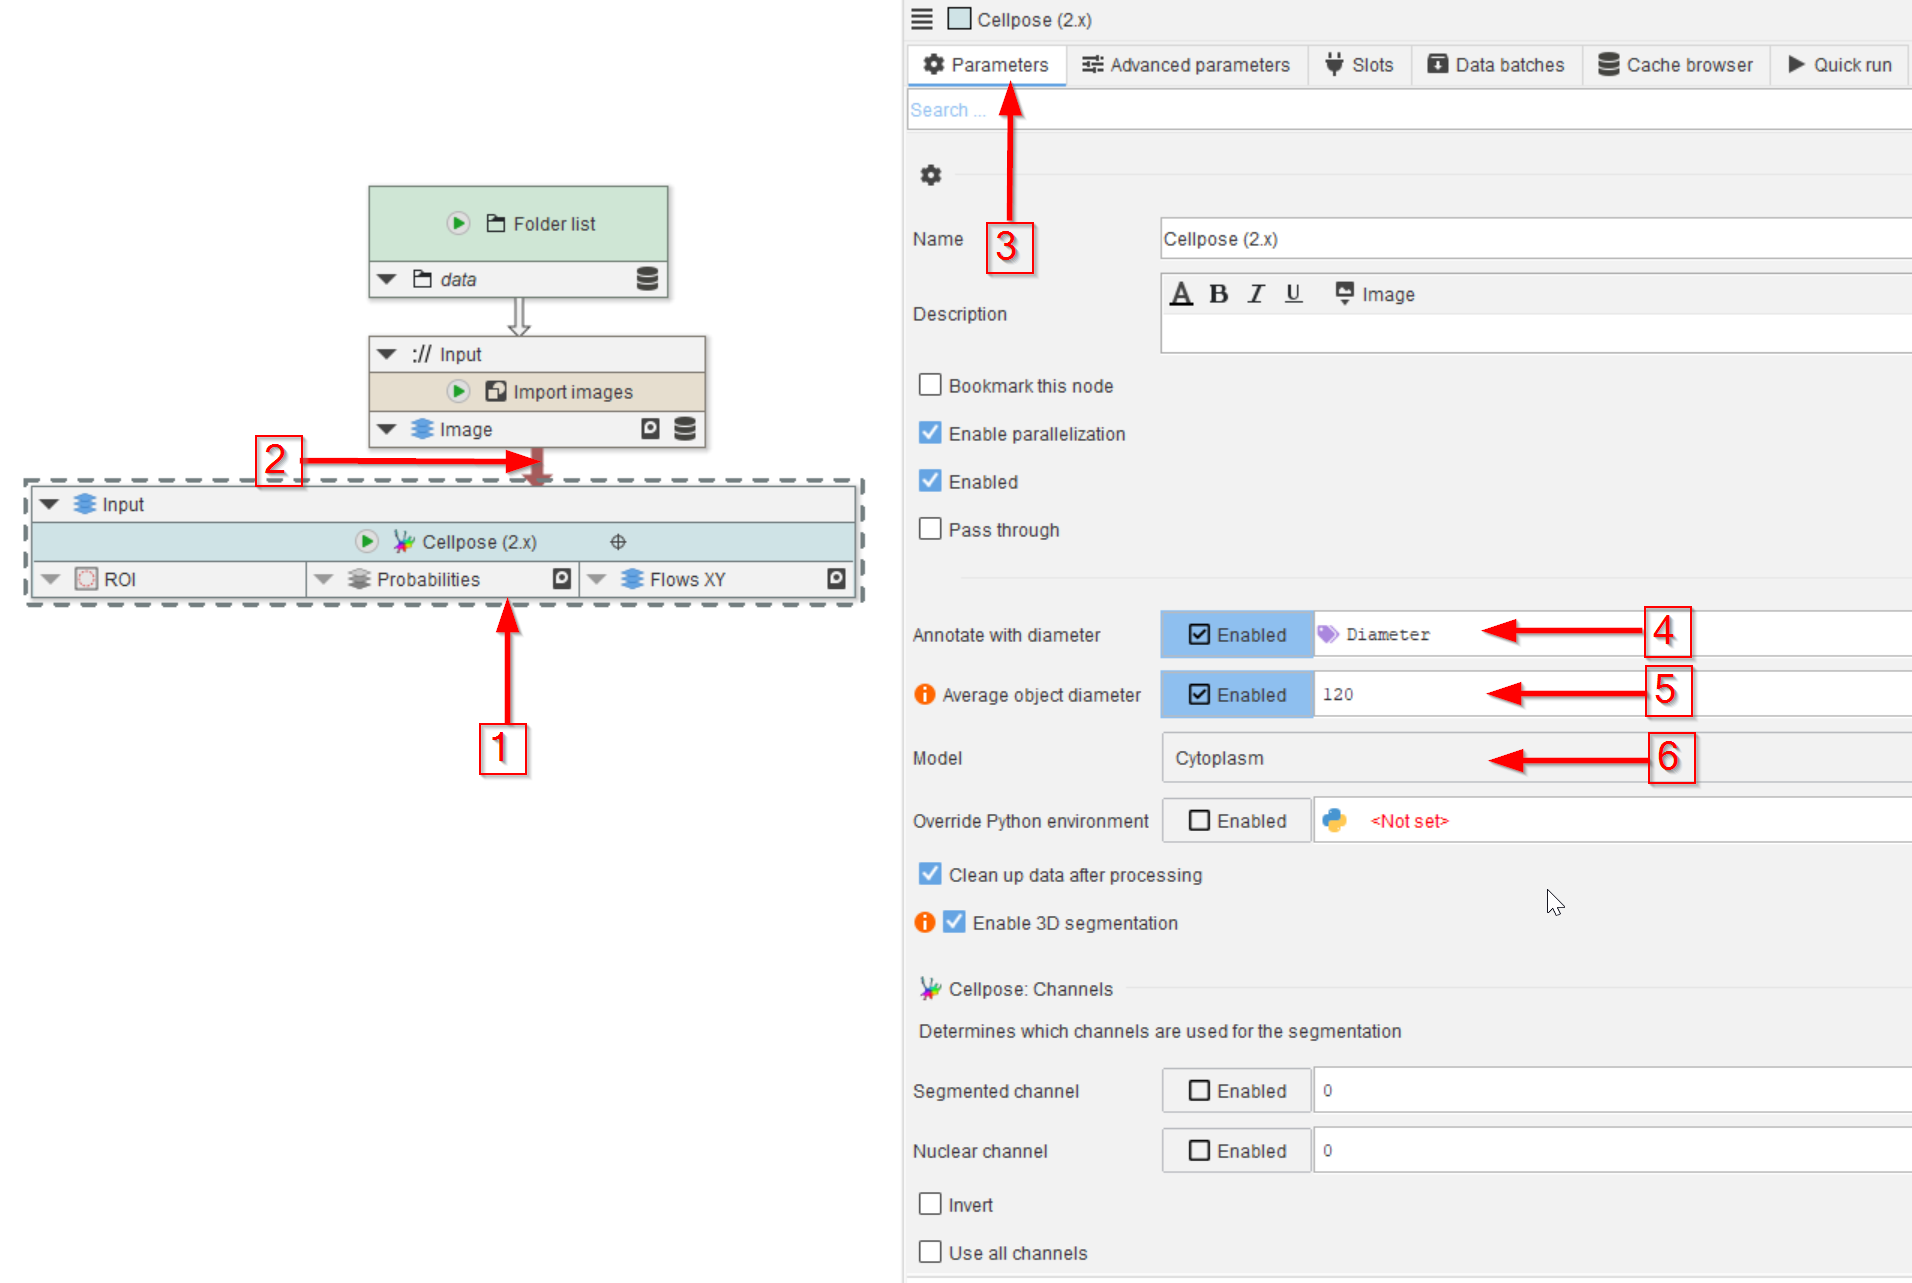 Folder list
data
:// Input
Import images
Image
2
Input
Cellpose (2.x)
ROI
Probabilities
Flows XY
1
Cellpose (2.x)
Parameters
Advanced parameters
Slots
Data batches
Cache browser
Quick run
Search ...
3
Name
Cellpose (2.x)
Description
A B I U Image
Bookmark this node
Enable parallelization
Enabled
Pass through
Annotate with diameter
Enabled
Diameter
4
Average object diameter
Enabled
120
5
Model
Cytoplasm
6
Override Python environment
Enabled
<Not set>
Clean up data after processing
Enable 3D segmentation
Cellpose: Channels
Determines which channels are used for the segmentation
Segmented channel
Enabled
0
Nuclear channel
Enabled
0
Invert
Use all channels